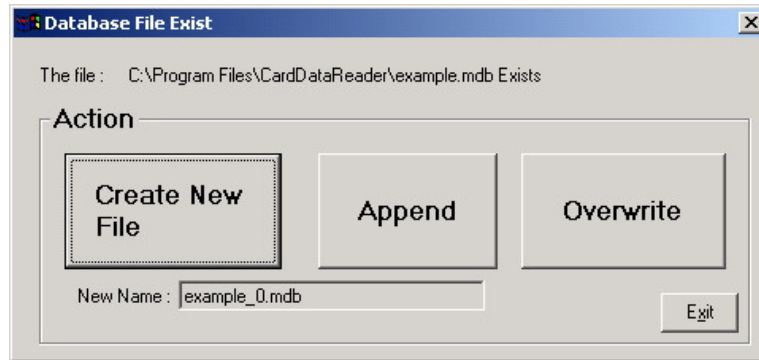 Database File Exist
The file : C:\Program Files\CardDataReader\example.mdb Exists
Action
Create New
File
Append
Overwrite
New Name : example_0.mdb
Exit